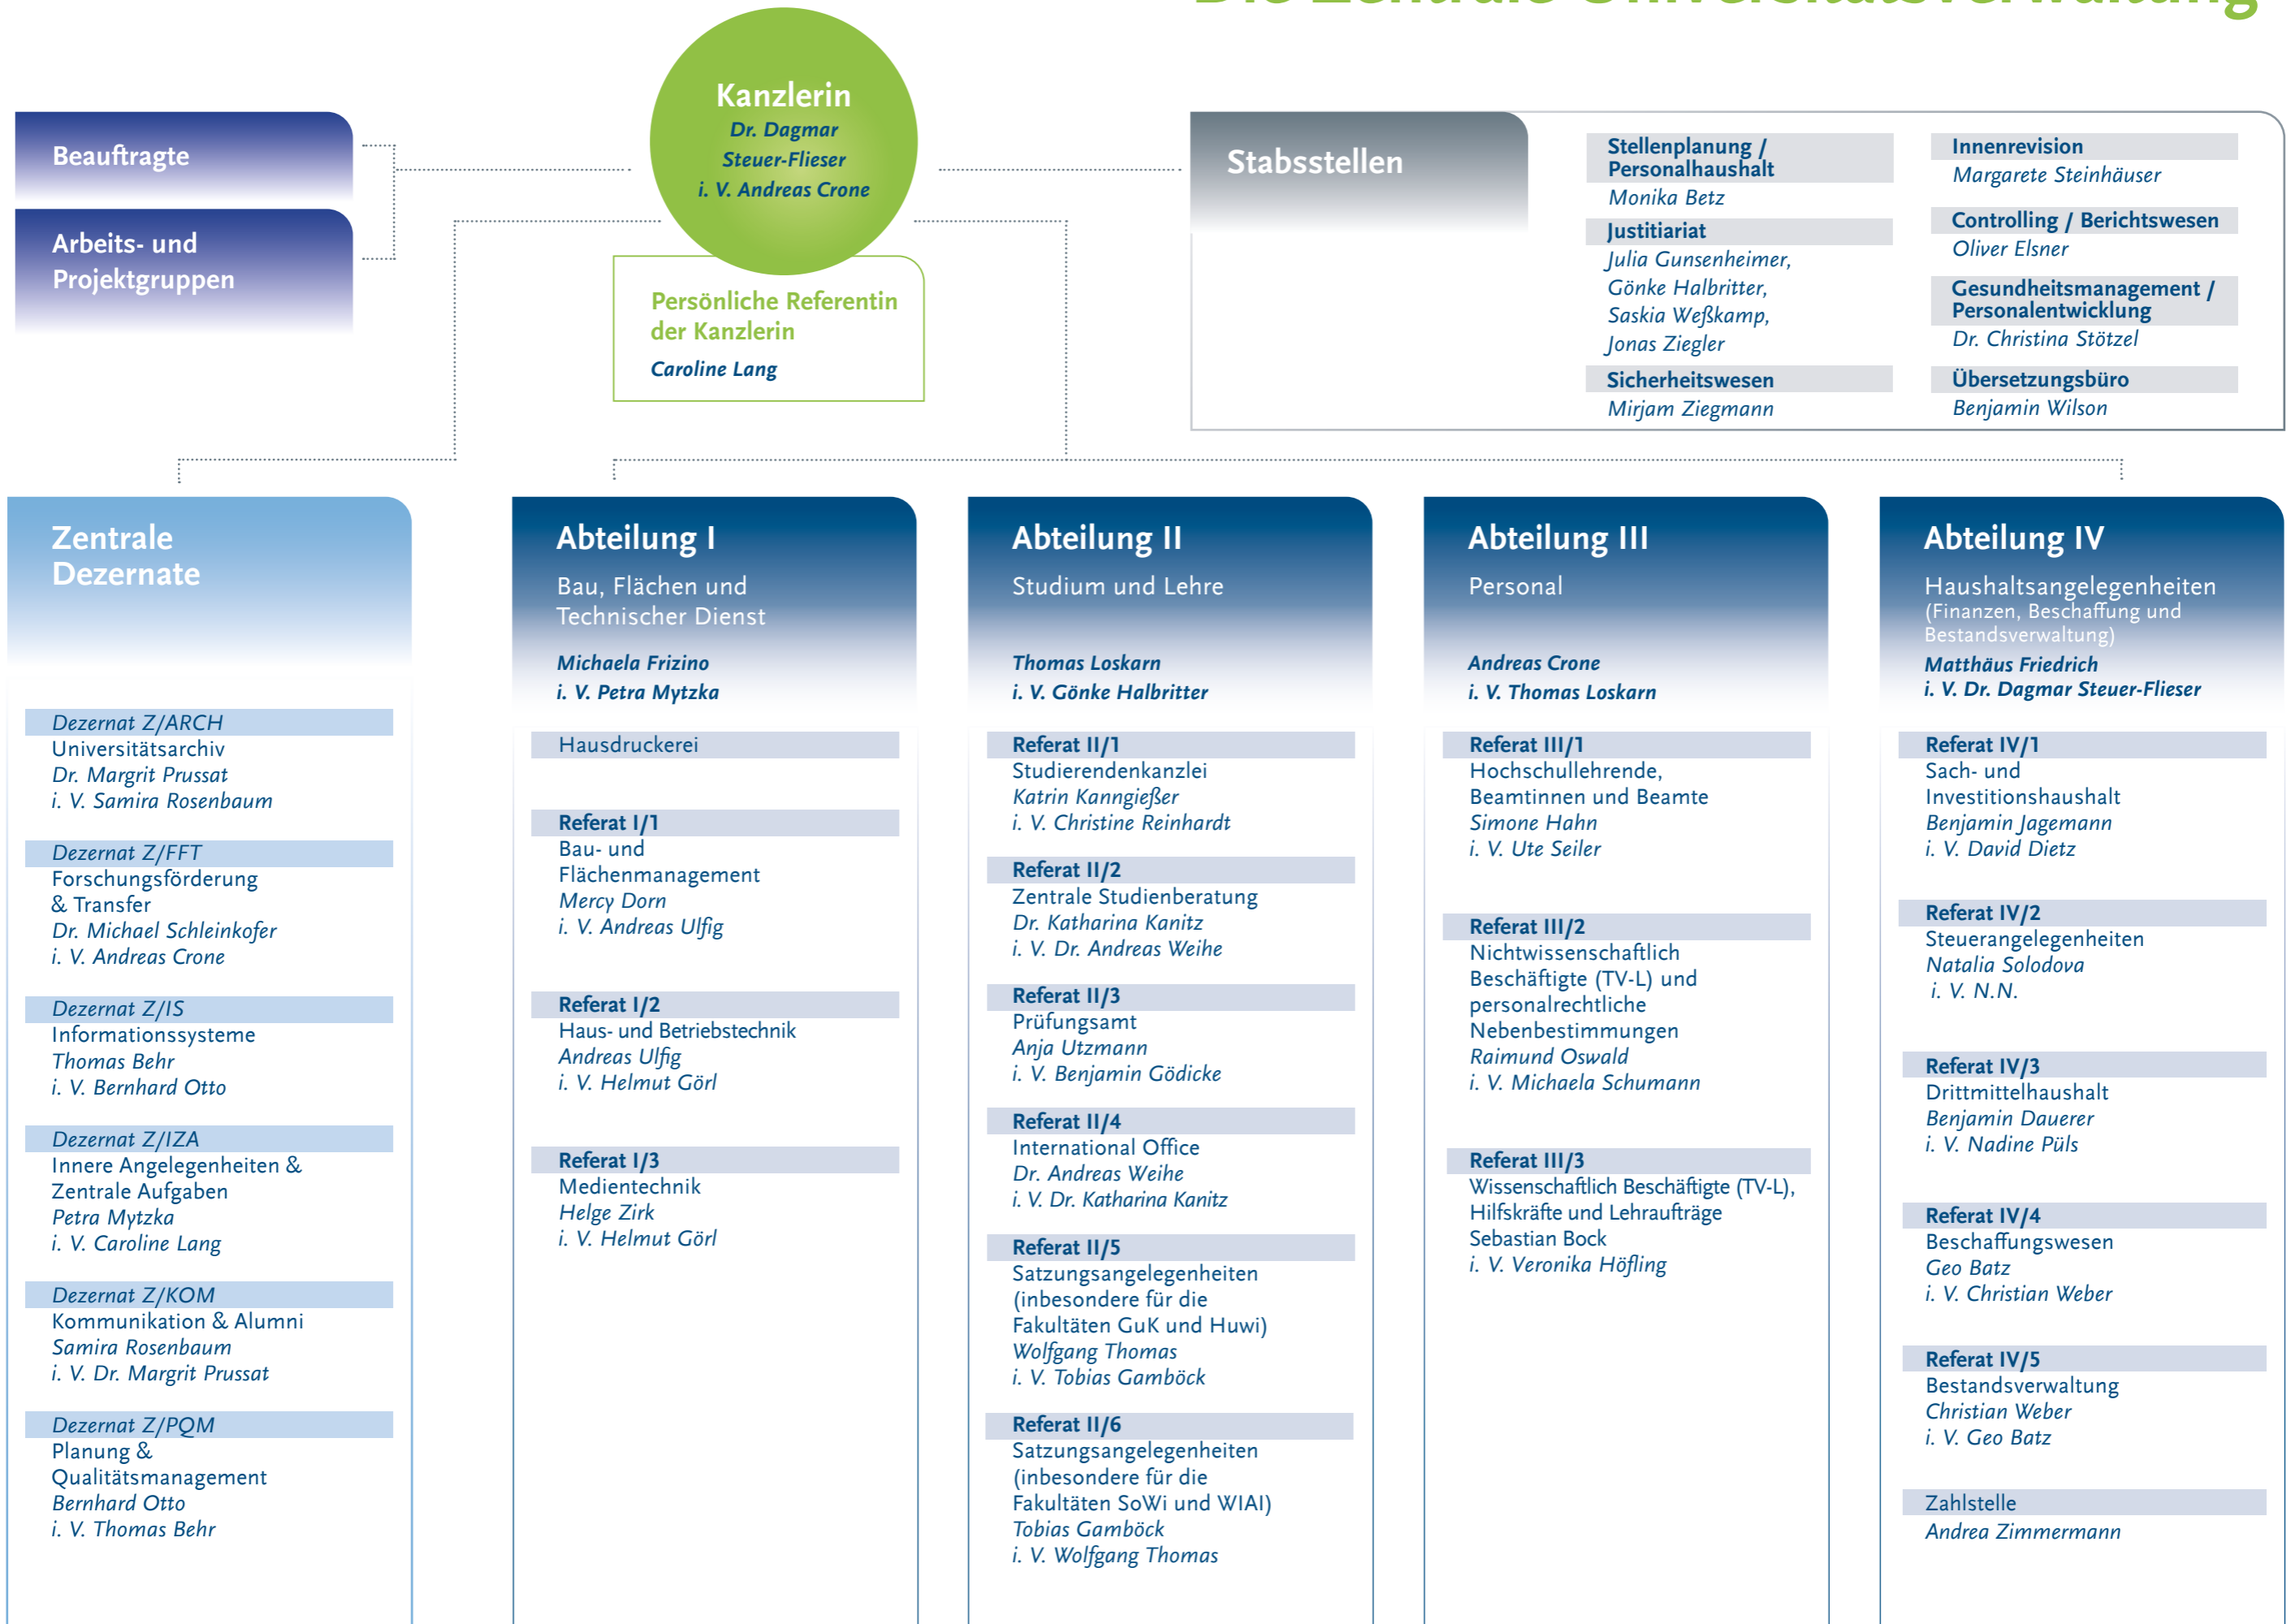 Die Zentrale Universitätsverwaltung
Kanzlerin
Dr. Dagmar
Steuer-Flieser
i. V. Andreas Crone
Beauftragte
Arbeits- und
Projektgruppen
Persönliche Referentin
der Kanzlerin
Caroline Lang
Stabsstellen
Stellenplanung /
Personalhaushalt
Monika Betz
Justitiariat
Julia Gunsenheimer,
Gönke Halbritter,
Saskia Weßkamp,
Jonas Ziegler
Sicherheitswesen
Mirjam Ziegmann
Innenrevision
Margarete Steinhäuser
Controlling / Berichtswesen
Oliver Elsner
Gesundheitsmanagement /
Personalentwicklung
Dr. Christina Stötzel
Übersetzungsbüro
Benjamin Wilson
Zentrale
Dezernate
Dezernat Z/ARCH
Universitätsarchiv
Dr. Margrit Prussat
i. V. Samira Rosenbaum
Dezernat Z/FFT
Forschungsförderung
& Transfer
Dr. Michael Schleinkofer
i. V. Andreas Crone
Dezernat Z/IS
Informationssysteme
Thomas Behr
i. V. Bernhard Otto
Dezernat Z/IZA
Innere Angelegenheiten &
Zentrale Aufgaben
Petra Mytzka
i. V. Caroline Lang
Dezernat Z/KOM
Kommunikation & Alumni
Samira Rosenbaum
i. V. Dr. Margrit Prussat
Dezernat Z/PQM
Planung &
Qualitätsmanagement
Bernhard Otto
i. V. Thomas Behr
Abteilung I
Bau, Flächen und
Technischer Dienst
Michaela Frizino
i. V. Petra Mytzka
Hausdruckerei
Referat I/1
Bau- und
Flächenmanagement
Mercy Dorn
i. V. Andreas Ulfig
Referat I/2
Haus- und Betriebstechnik
Andreas Ulfig
i. V. Helmut Görl
Referat I/3
Medientechnik
Helge Zirk
i. V. Helmut Görl
Abteilung II
Studium und Lehre
Thomas Loskarn
i. V. Gönke Halbritter
Referat II/1
Studierendenkanzlei
Katrin Kanngießer
i. V. Christine Reinhardt
Referat II/2
Zentrale Studienberatung
Dr. Katharina Kanitz
i. V. Dr. Andreas Weihe
Referat II/3
Prüfungsamt
Anja Utzmann
i. V. Benjamin Gödicke
Referat II/4
International Office
Dr. Andreas Weihe
i. V. Dr. Katharina Kanitz
Referat II/5
Satzungsangelegenheiten
(inbesondere für die
Fakultäten GuK und Huwi)
Wolfgang Thomas
i. V. Tobias Gamböck
Referat II/6
Satzungsangelegenheiten
(inbesondere für die
Fakultäten SoWi und WIAI)
Tobias Gamböck
i. V. Wolfgang Thomas
Abteilung III
Personal
Andreas Crone
i. V. Thomas Loskarn
Referat III/1
Hochschullehrende,
Beamtinnen und Beamte
Simone Hahn
i. V. Ute Seiler
Referat III/2
Nichtwissenschaftlich
Beschäftigte (TV-L) und
personalrechtliche
Nebenbestimmungen
Raimund Oswald
i. V. Michaela Schumann
Referat III/3
Wissenschaftlich Beschäftigte (TV-L),
Hilfskräfte und Lehraufträge
Sebastian Bock
i. V. Veronika Höfling
Abteilung IV
Haushaltsangelegenheiten
(Finanzen, Beschaffung und
Bestandsverwaltung)
Matthäus Friedrich
i. V. Dr. Dagmar Steuer-Flieser
Referat IV/1
Sach- und
Investitionshaushalt
Benjamin Jagemann
i. V. David Dietz
Referat IV/2
Steuerangelegenheiten
Natalia Solodova
i. V. N.N.
Referat IV/3
Drittmittelhaushalt
Benjamin Dauerer
i. V. Nadine Püls
Referat IV/4
Beschaffungswesen
Geo Batz
i. V. Christian Weber
Referat IV/5
Bestandsverwaltung
Christian Weber
i. V. Geo Batz
Zahlstelle
Andrea Zimmermann